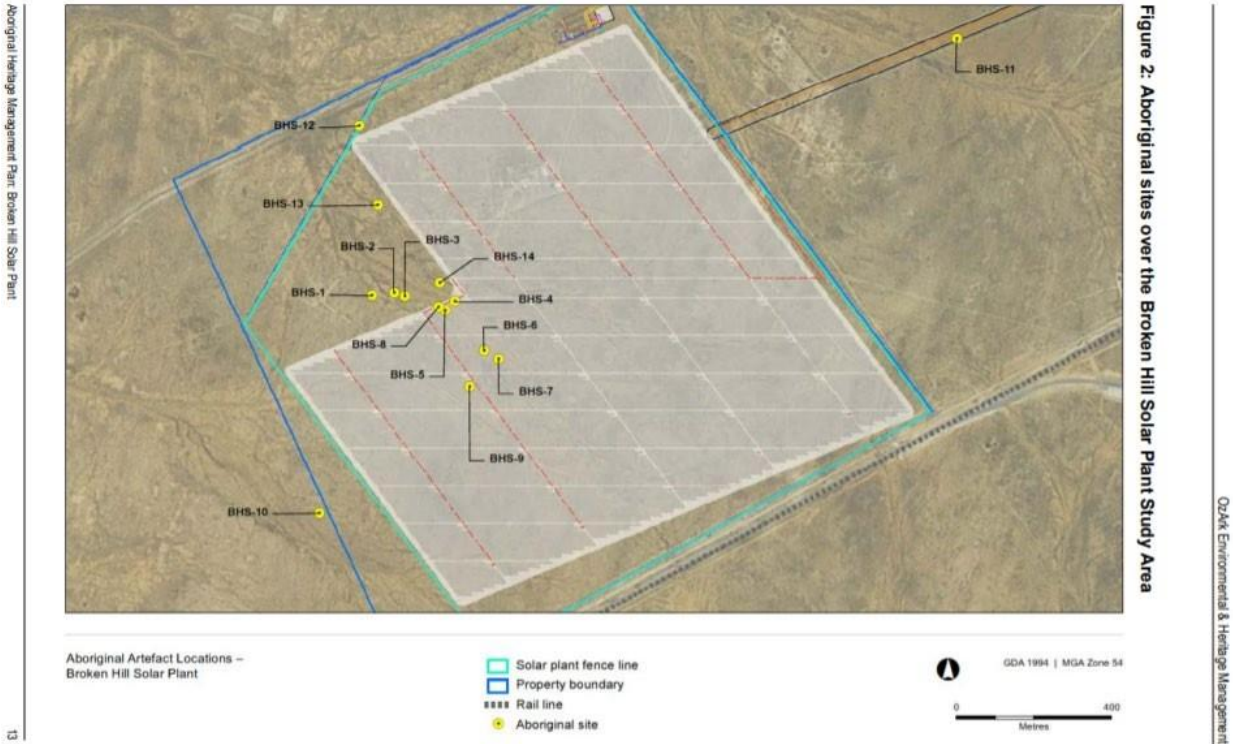 OzArk Environmental & Heritage Management
Figure 2: Aboriginal sites over the Broken Hill Solar Plant Study Area
BHS-11
BHS-12
BHS-13
BHS-2
BHS-3
BHS-14
BHS-1
BHS-4
BHS-6
BHS-8
BHS-5
BHS-7
BHS-9
BHS-10
Aboriginal Artefact Locations –
Broken Hill Solar Plant
Solar plant fence line
Property boundary
Rail line
Aboriginal site
GDA 1994 | MGA Zone 54
0 400
Metres
Aboriginal Heritage Management Plan: Broken Hill Solar Plant
13